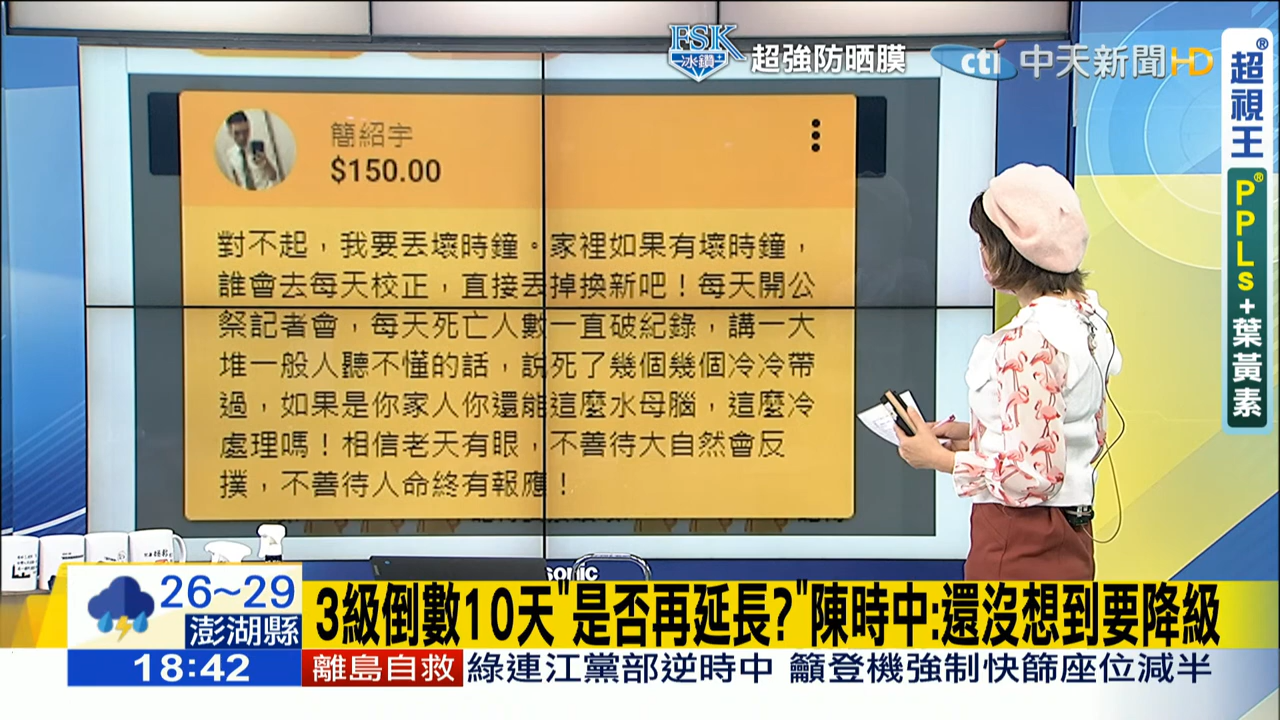 FSK
冰鑽
超強防晒膜
cti 中天新聞HD
超視王
PPLs+葉黃素
簡紹宇
$150.00
對不起，我要丟壞時鐘。家裡如果有壞時鐘，
誰會去每天校正，直接丟掉換新吧！每天開公
祭記者會，每天死亡人數一直破紀錄，講一大
堆一般人聽不懂的話，說死了幾個幾個冷冷帶
過，如果是你家人你還能這麼水母腦，這麼冷
處理嗎！相信老天有眼，不善待大自然會反
撲，不善待人命終有報應！
sonic
26~29
澎湖縣
18:42
3級倒數10天"是否再延長?"陳時中:還沒想到要降級
離島自救
綠連江黨部逆時中 籲登機強制快篩座位減半